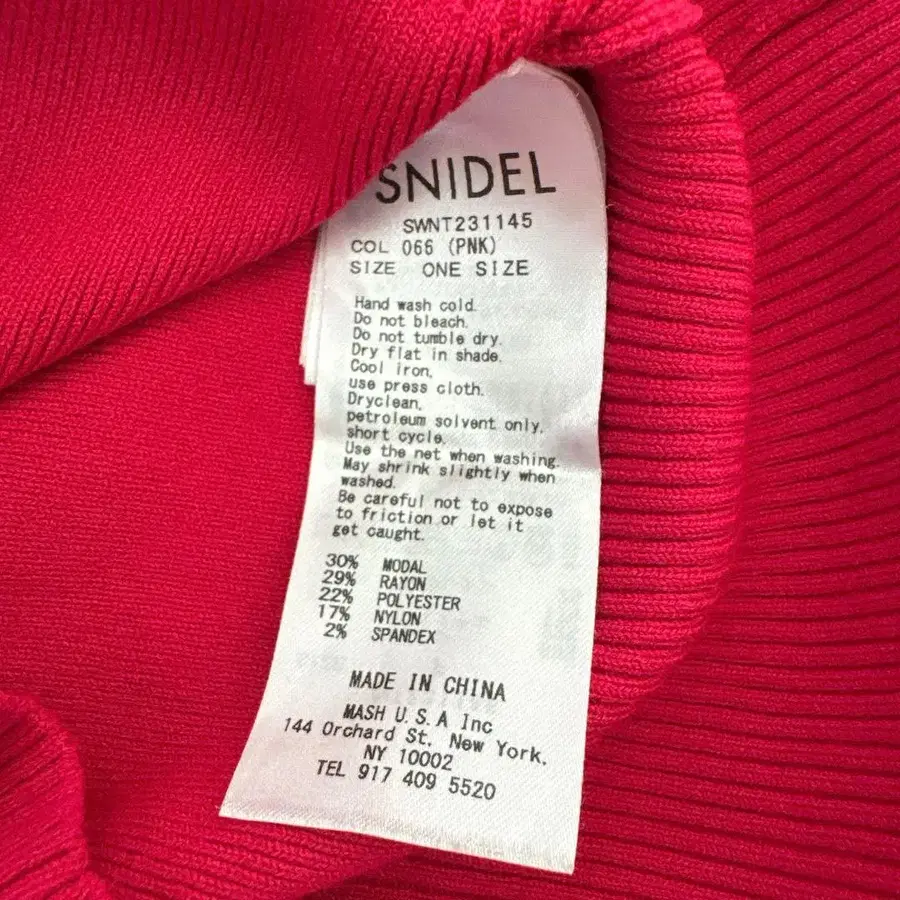 SNIDEL
SWNT231145
COL 066 (PNK)
SIZE ONE SIZE
Hand wash cold.
Do not bleach.
Do not tumble dry.
Dry flat in shade.
Cool iron,
use press cloth.
Dryclean,
petroleum solvent only,
short cycle.
Use the net when washing.
May shrink slightly when
washed.
Be careful not to expose
to friction or let it
get caught.
30% MODAL
29% RAYON
22% POLYESTER
17% NYLON
2% SPANDEX
MADE IN CHINA
MASH U.S.A Inc
144 Orchard St, New York,
NY 10002
TEL 917 409 5520